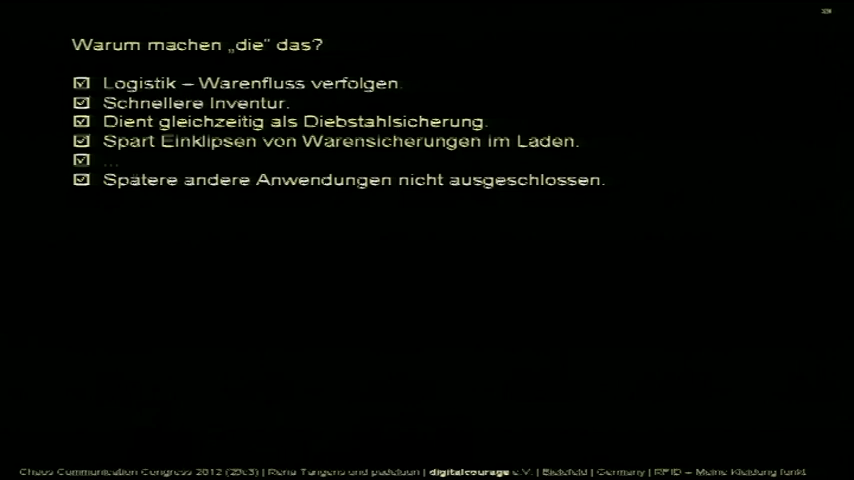 Warum machen „die" das?
Logistik – Warenfluss verfolgen.
Schnellere Inventur.
Dient gleichzeitig als Diebstahlsicherung.
Spart Einklipsen von Warensicherungen im Laden.
...
Spätere andere Anwendungen nicht ausgeschlossen.
Chaos Communication Congress 2012 (29c3) | Rena Tangens und padeluun | digitalcourage e.V. | Bielefeld | Germany | RFID – Meine Kleidung funkt